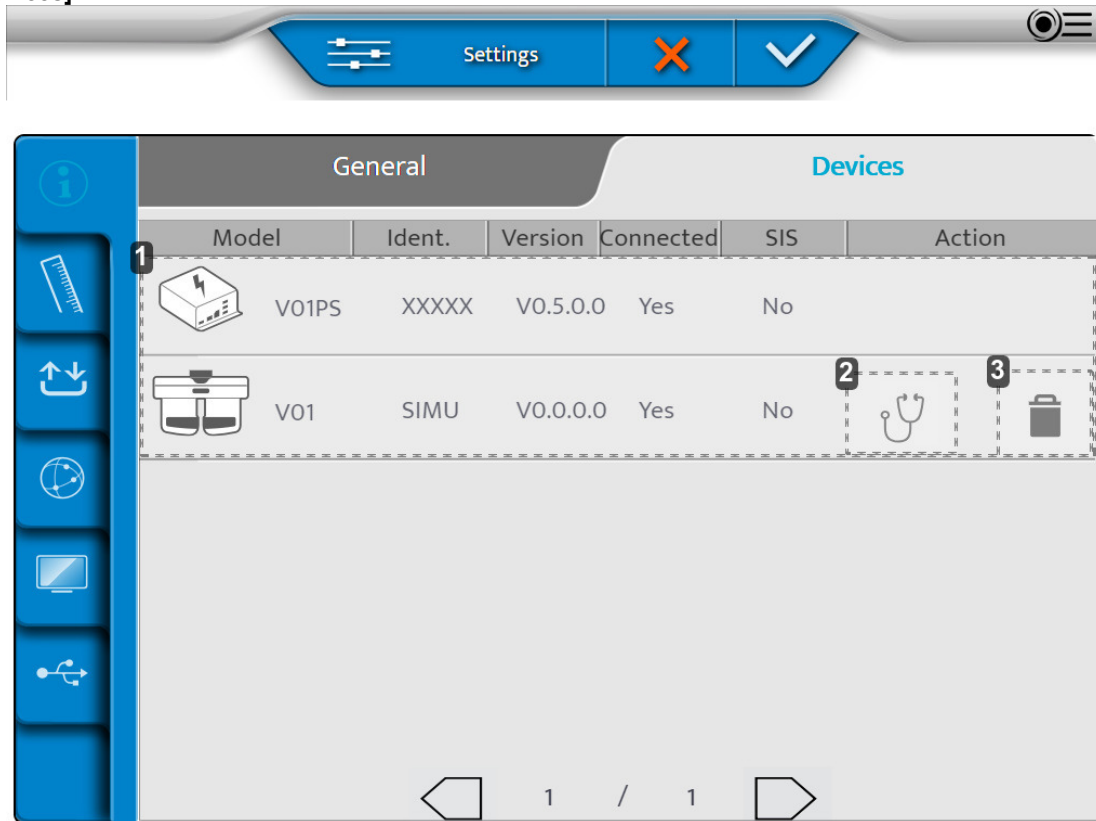 Settings
General Devices
Model Ident. Version Connected SIS Action
1
V01PS XXXXX V0.5.0.0 Yes No
2 3
V01 SIMU V0.0.0.0 Yes No
1 / 1